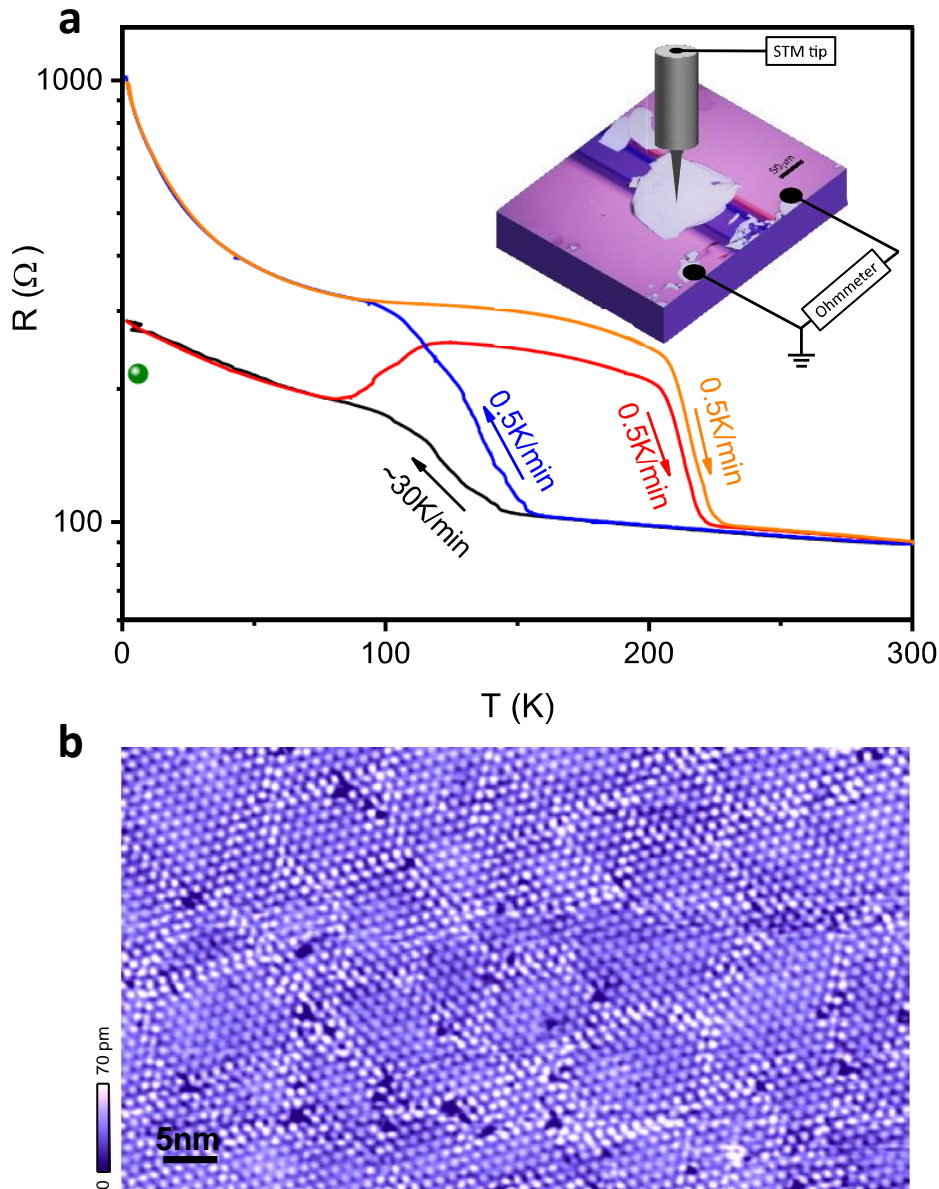 a
STM tip
50μm
Ohmmeter
1000
100
R (Ω)
0.5K/min
0.5K/min
0.5K/min
~30K/min
0
100
200
300
T (K)
b
0
70 pm
5nm